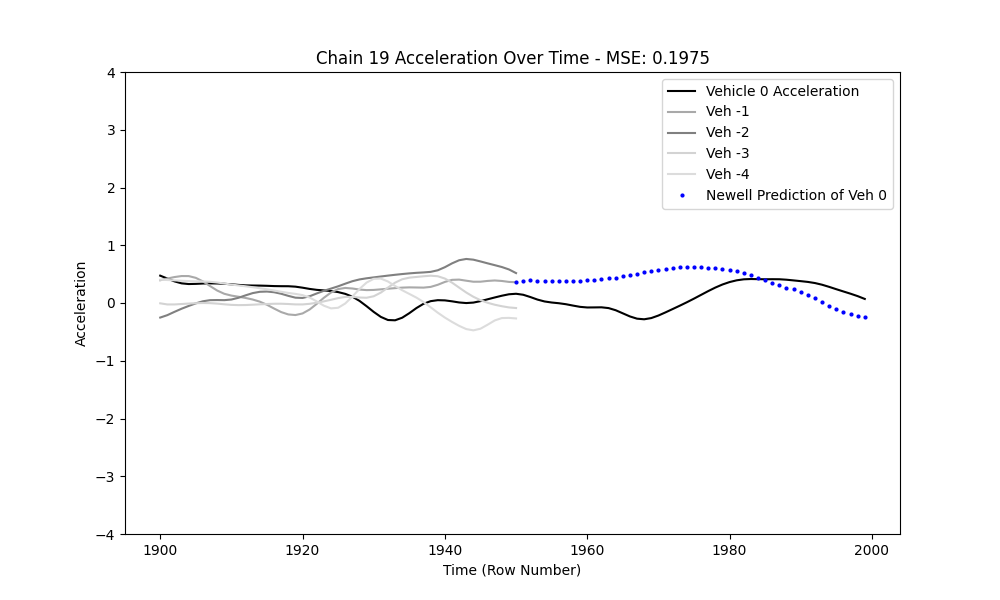 Chain 19 Acceleration Over Time - MSE: 0.1975
Vehicle 0 Acceleration
Veh -1
Veh -2
Veh -3
Veh -4
Newell Prediction of Veh 0
Acceleration
4
3
2
1
0
−1
−2
−3
−4
1900 1920 1940 1960 1980 2000
Time (Row Number)